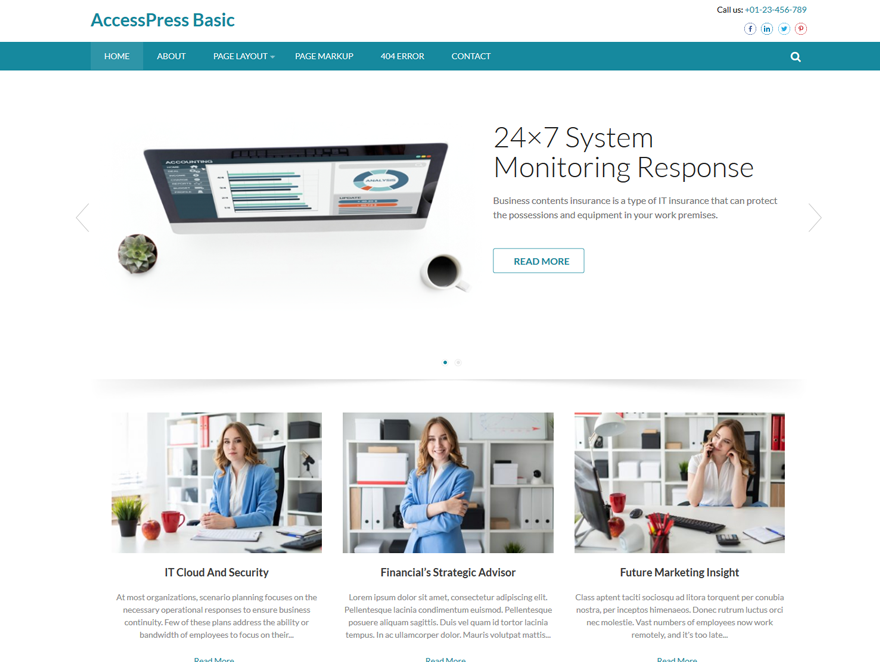 AccessPress Basic
Call us: +01-23-456-789
HOME ABOUT PAGE LAYOUT PAGE MARKUP 404 ERROR CONTACT
24×7 System
Monitoring Response
Business contents insurance is a type of IT insurance that can protect
the possessions and equipment in your work premises.
READ MORE
ACCOUNTING
ANALYSIS
UPDATE
IT Cloud And Security
At most organizations, scenario planning focuses on the
necessary operational responses to ensure business
continuity. Few of these plans address the ability or
bandwidth of employees to focus on their...
Read More
Financial's Strategic Advisor
Lorem ipsum dolor sit amet, consectetur adipiscing elit.
Pellentesque lacinia condimentum euismod. Pellentesque
posuere aliquam sagittis. Duis vel quam id tortor lacinia
tempus. In ac ullamcorper dolor. Mauris volutpat mattis...
Read More
Future Marketing Insight
Class aptent taciti sociosqu ad litora torquent per conubia
nostra, per inceptos himenaeos. Donec rutrum luctus orci
nec molestie. Vast numbers of employees now work
remotely, and it's too late...
Read More